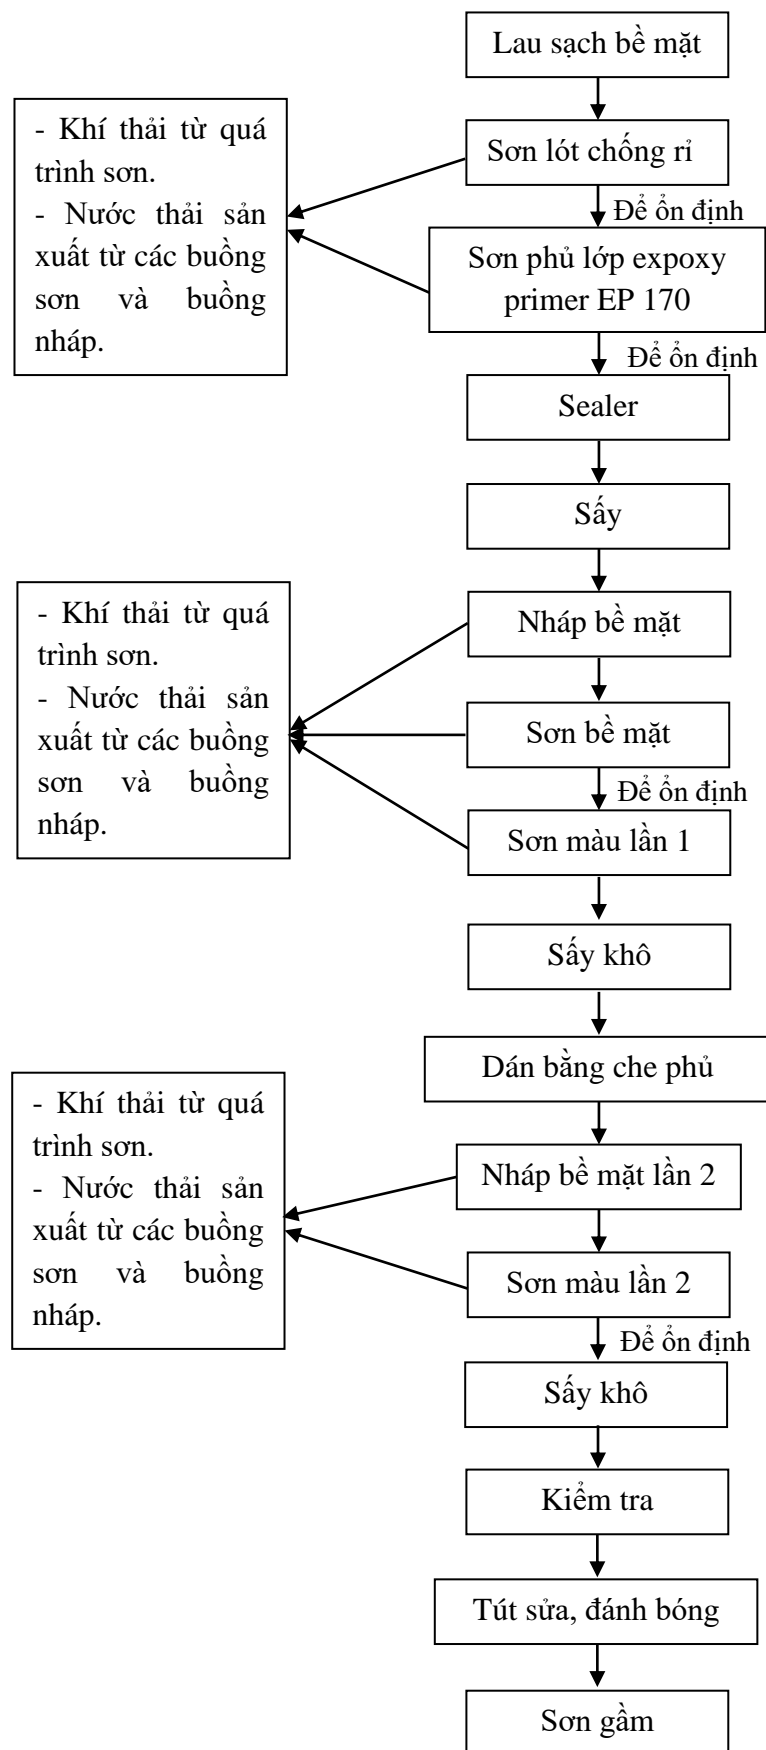 Lau sạch bề mặt
- Khí thải từ quá
trình sơn.
- Nước thải sản
xuất từ các buồng
sơn và buồng
nháp.
Sơn lót chống rỉ
Để ổn định
Sơn phủ lớp expoxy
primer EP 170
Để ổn định
Sealer
Sấy
- Khí thải từ quá
trình sơn.
- Nước thải sản
xuất từ các buồng
sơn và buồng
nháp.
Nháp bề mặt
Sơn bề mặt
Để ổn định
Sơn màu lần 1
Sấy khô
Dán bằng che phủ
- Khí thải từ quá
trình sơn.
- Nước thải sản
xuất từ các buồng
sơn và buồng
nháp.
Nháp bề mặt lần 2
Sơn màu lần 2
Để ổn định
Sấy khô
Kiểm tra
Tút sửa, đánh bóng
Sơn gầm